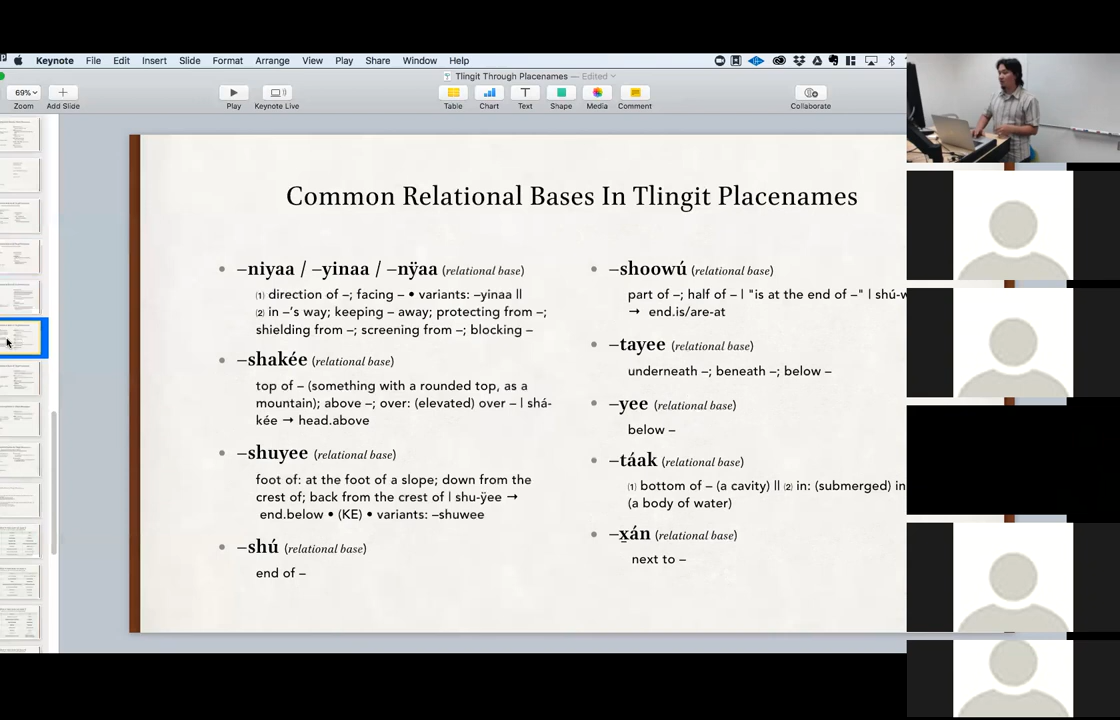 Keynote File Edit Insert Slide Format Arrange View Play Share Window Help
Tlingit Through Placenames — Edited
69%
Zoom Add Slide Play Keynote Live Table Chart Text Shape Media Comment Collaborate
Common Relational Bases In Tlingit Placenames
• –niyaa / –yinaa / –nÿaa (relational base)
(1) direction of –; facing – • variants: –yinaa ||
(2) in –'s way; keeping – away; protecting from –;
shielding from –; screening from –; blocking –
• –shakée (relational base)
top of – (something with a rounded top, as a
mountain); above –; over: (elevated) over – | shá-
kée → head.above
• –shuyee (relational base)
foot of: at the foot of a slope; down from the
crest of; back from the crest of | shu-ÿee →
end.below • (KE) • variants: –shuwee
• –shú (relational base)
end of –
• –shoowú (relational base)
part of –; half of – | "is at the end of –" | shú-w
→ end.is/are-at
• –tayee (relational base)
underneath –; beneath –; below –
• –yee (relational base)
below –
• –táak (relational base)
(1) bottom of – (a cavity) || (2) in: (submerged) in
(a body of water)
• –x̱án (relational base)
next to –